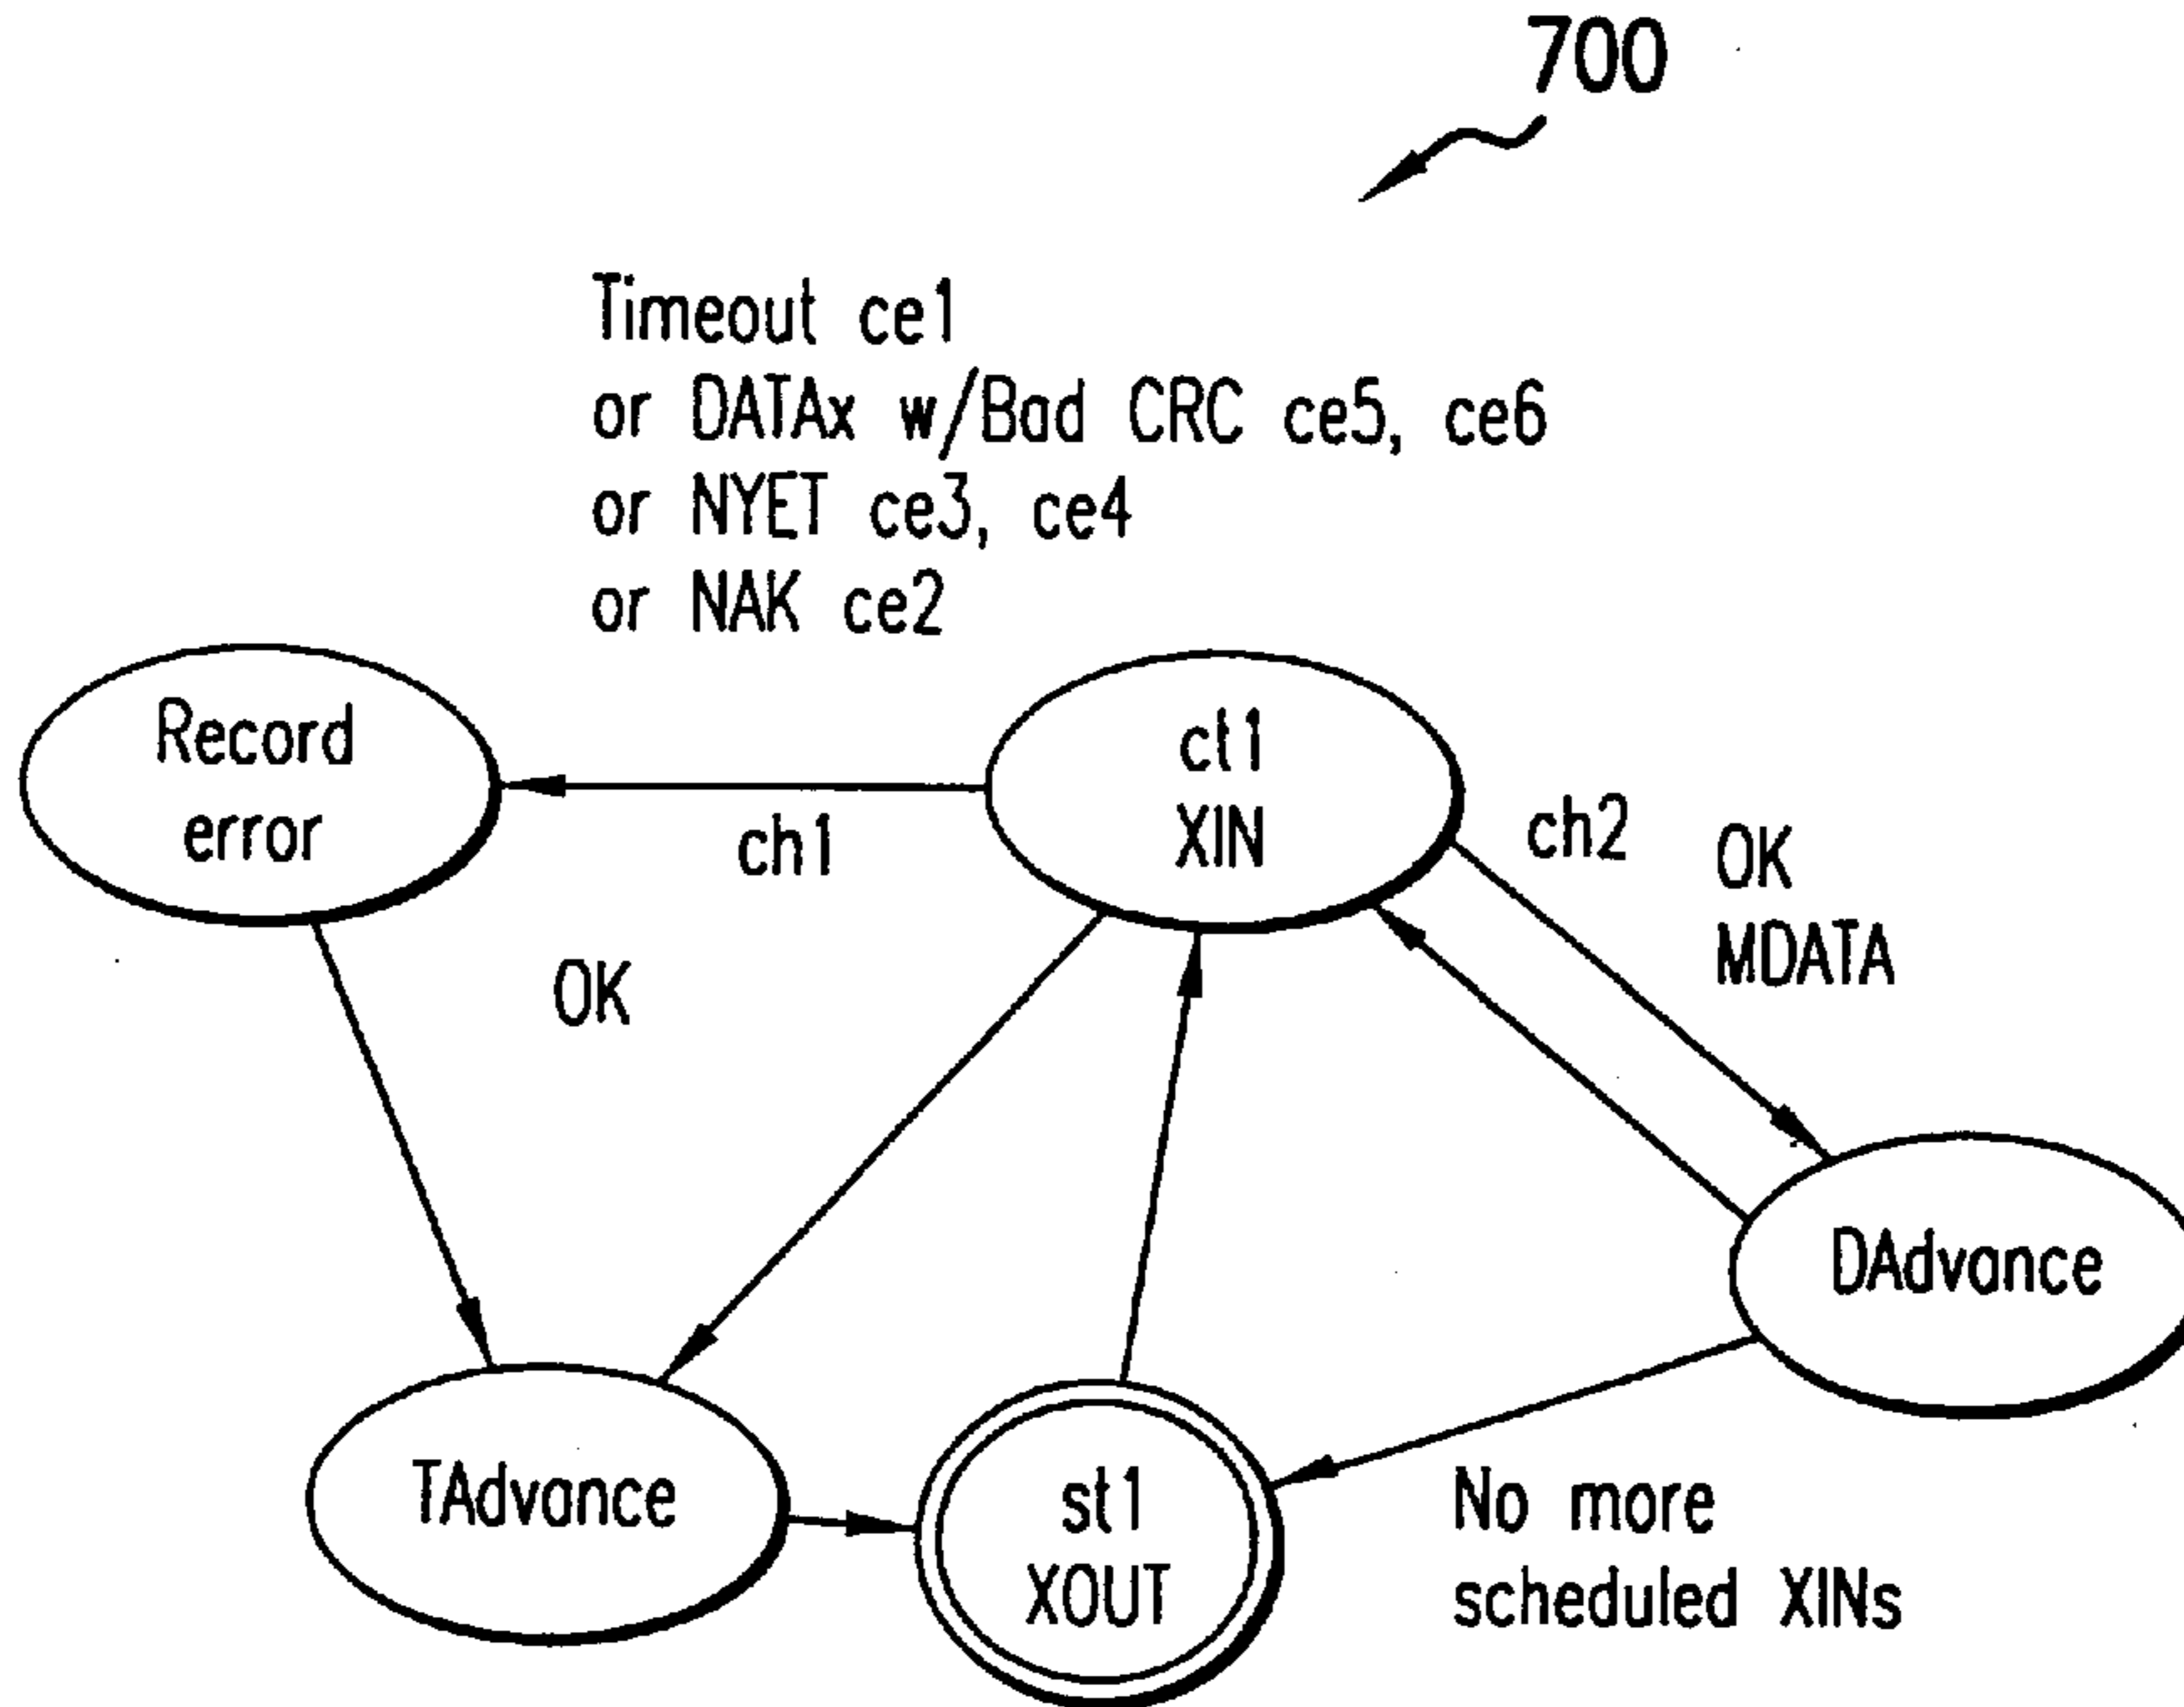 700
Timeout ce1
or DATAx w/Bad CRC ce5, ce6
or NYET ce3, ce4
or NAK ce2
Record
error
ct1
XIN
ch1
ch2
OK
MDATA
OK
DAdvance
TAdvance
st1
XOUT
No more
scheduled XINs